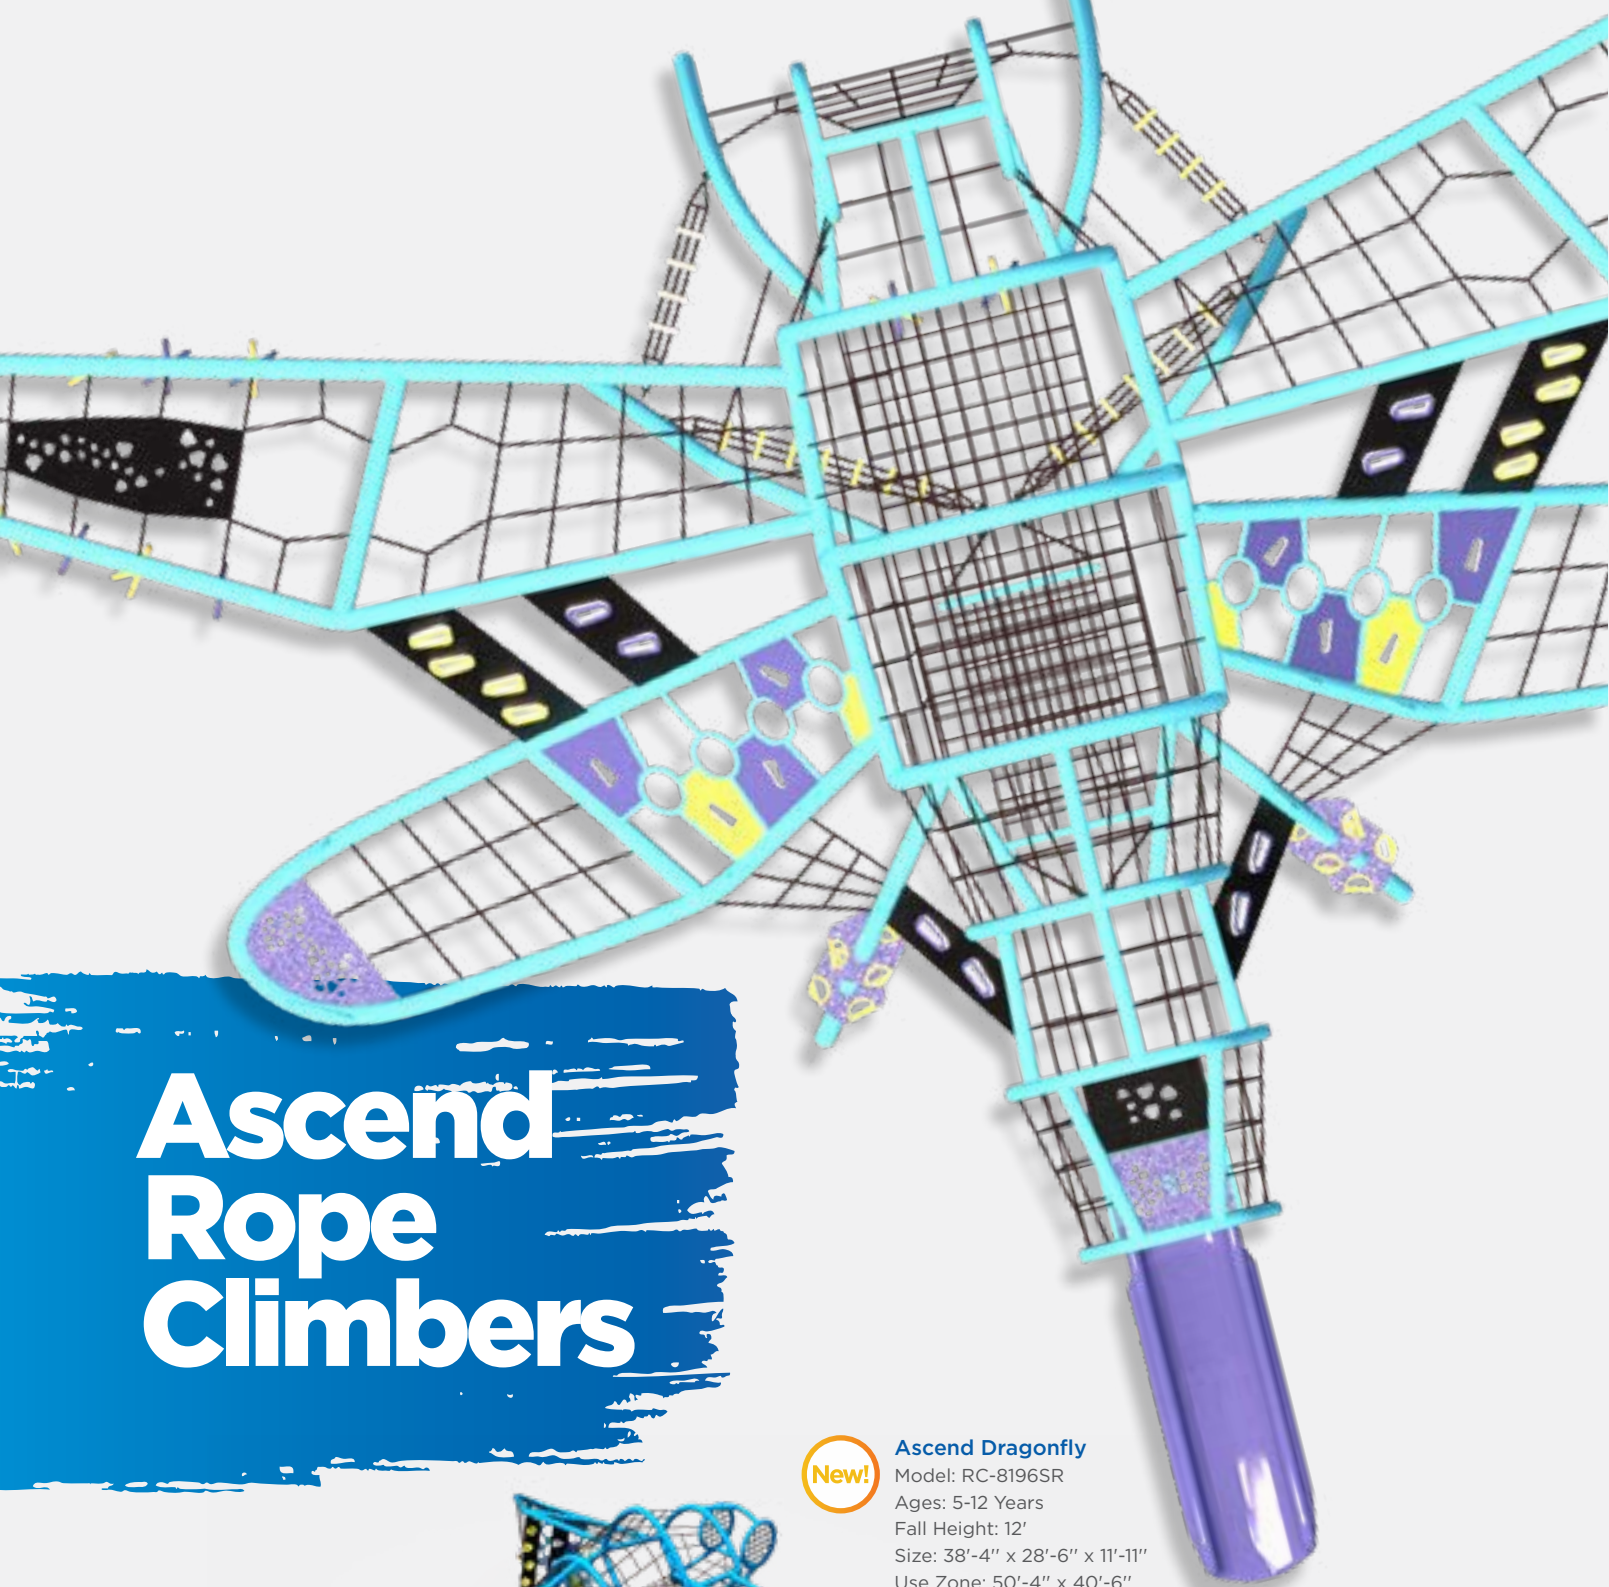 Ascend
Rope
Climbers
New!
Ascend Dragonfly
Model: RC-8196SR
Ages: 5-12 Years
Fall Height: 12'
Size: 38'-4'' x 28'-6'' x 11'-11''
Use Zone: 50'-4'' x 40'-6''